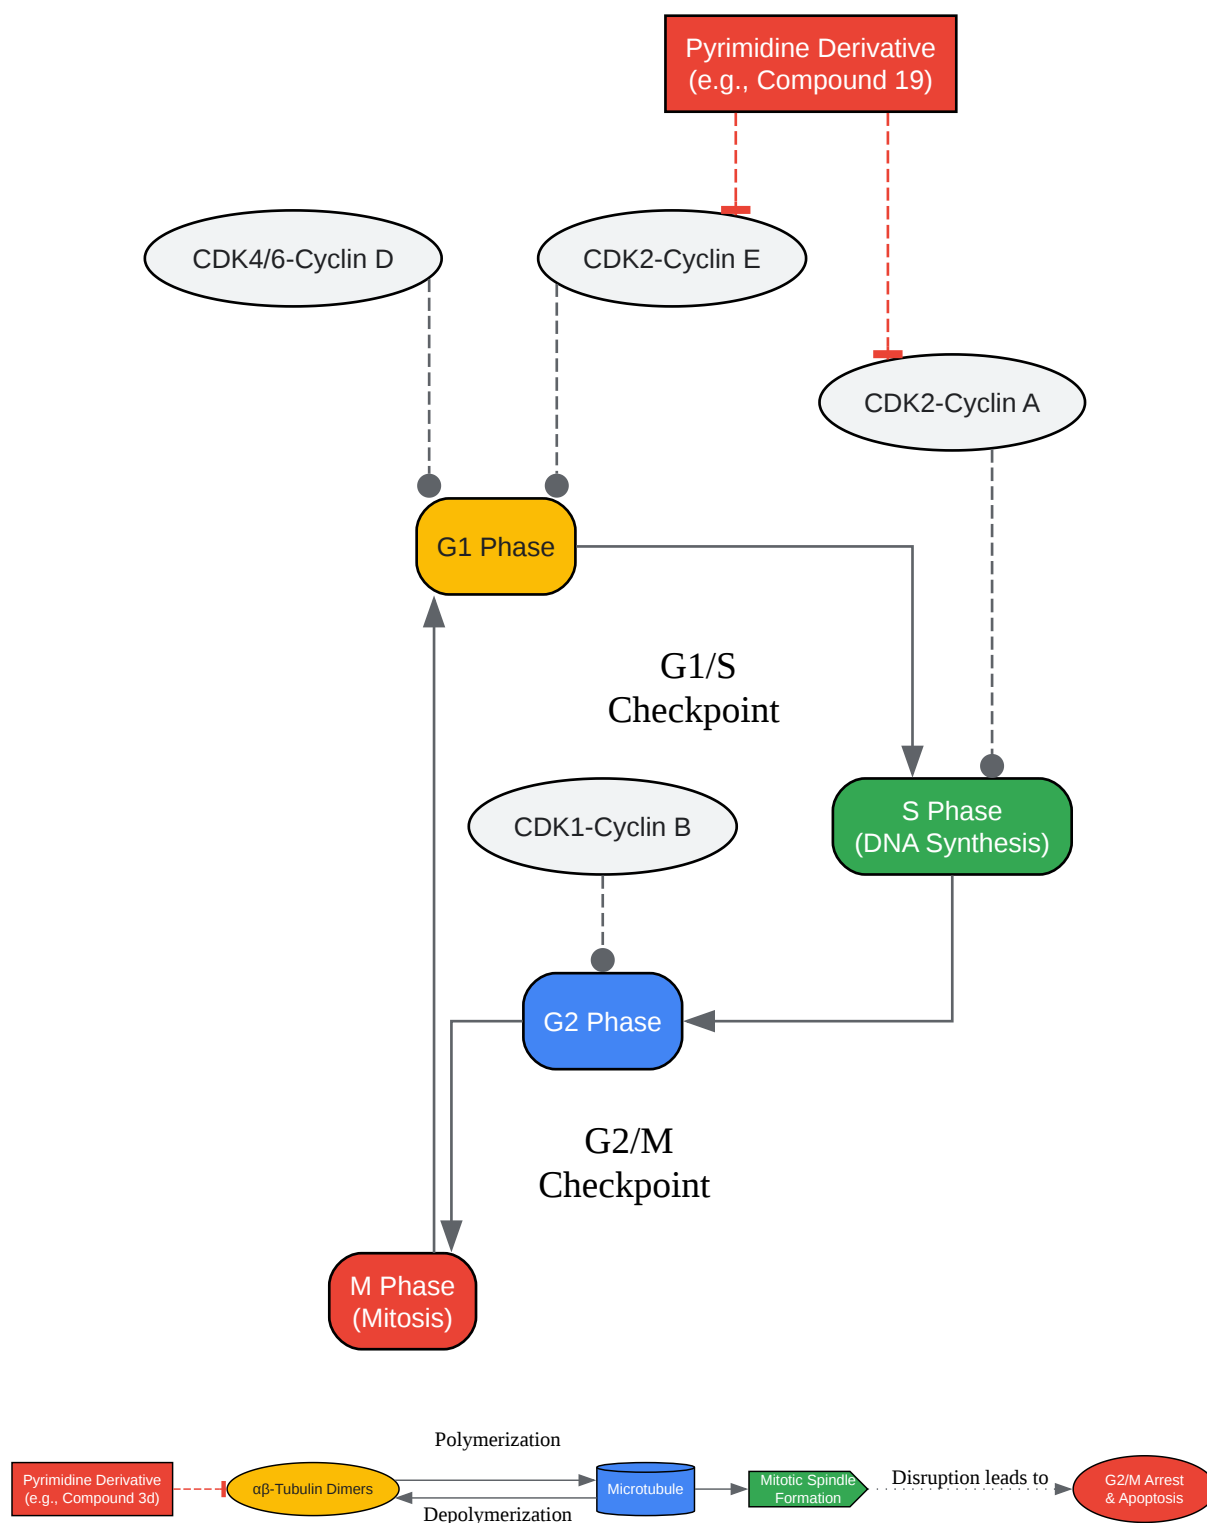 Pyrimidine Derivative
(e.g., Compound 19)
CDK4/6-Cyclin D
CDK2-Cyclin E
CDK2-Cyclin A
G1 Phase
G1/S
Checkpoint
CDK1-Cyclin B
S Phase
(DNA Synthesis)
G2 Phase
G2/M
Checkpoint
M Phase
(Mitosis)
Polymerization
Pyrimidine Derivative
(e.g., Compound 3d)
αβ-Tubulin Dimers
Microtubule
Mitotic Spindle
Formation
Disruption leads to
G2/M Arrest
& Apoptosis
Depolymerization